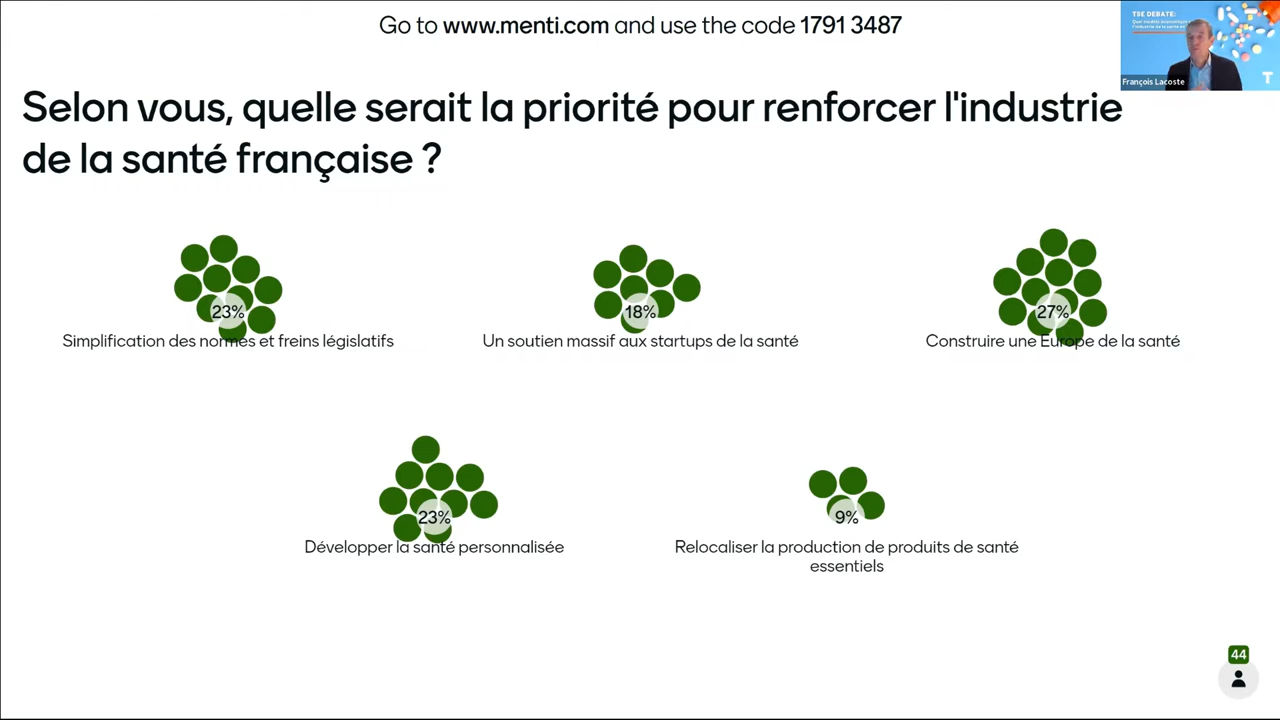 Go to www.menti.com and use the code 1791 3487
TSE DEBATE:
François Lacoste
Selon vous, quelle serait la priorité pour renforcer l'industrie
de la santé française ?
23%
Simplification des normes et freins législatifs
18%
Un soutien massif aux startups de la santé
27%
Construire une Europe de la santé
23%
Développer la santé personnalisée
9%
Relocaliser la production de produits de santé
essentiels
44